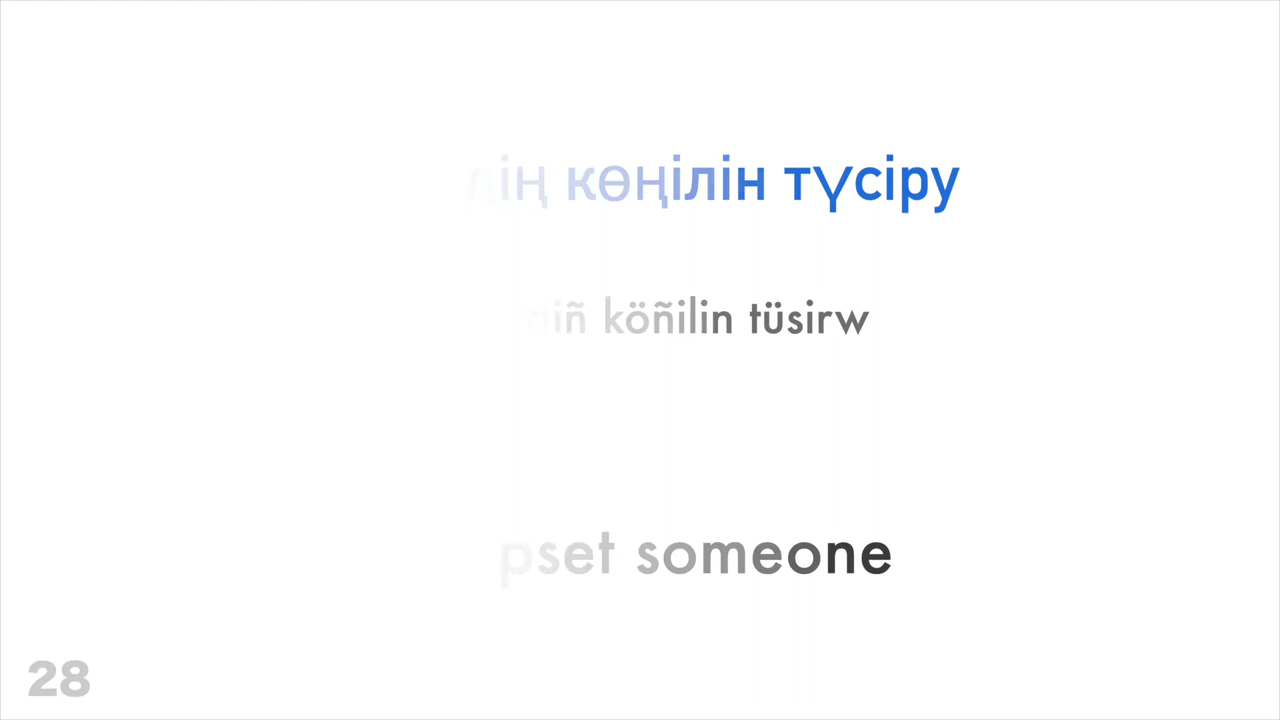 көңілін түсіру
köñilin tüsirw
someone
28